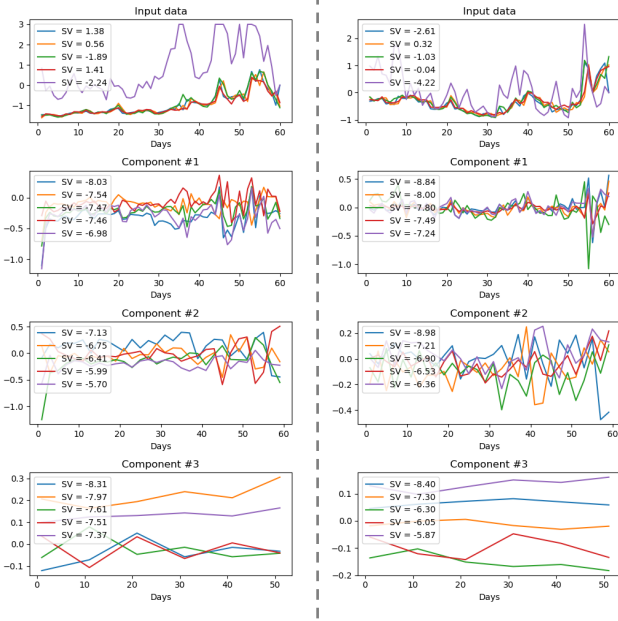 Input data
SV = 1.38
SV = 0.56
SV = -1.89
SV = 1.41
SV = -2.24
3
2
1
0
−1
0 10 20 30 40 50 60
Days
Component #1
SV = -8.03
SV = -7.54
SV = -7.47
SV = -7.46
SV = -6.98
0.0
−0.5
−1.0
0 10 20 30 40 50 60
Days
Component #2
SV = -7.13
SV = -6.75
SV = -6.41
SV = -5.99
SV = -5.70
0.5
0.0
−0.5
−1.0
0 10 20 30 40 50 60
Days
Component #3
SV = -8.31
SV = -7.97
SV = -7.61
SV = -7.51
SV = -7.37
0.3
0.2
0.1
0.0
−0.1
0 10 20 30 40 50
Days
Input data
SV = -2.61
SV = 0.32
SV = -1.03
SV = -0.04
SV = -4.22
2
1
0
−1
0 10 20 30 40 50 60
Days
Component #1
SV = -8.84
SV = -8.00
SV = -7.80
SV = -7.49
SV = -7.24
0.5
0.0
−0.5
−1.0
0 10 20 30 40 50 60
Days
Component #2
SV = -8.98
SV = -7.21
SV = -6.90
SV = -6.53
SV = -6.36
0.2
0.0
−0.2
−0.4
0 10 20 30 40 50 60
Days
Component #3
SV = -8.40
SV = -7.30
SV = -6.30
SV = -6.05
SV = -5.87
0.1
0.0
−0.1
−0.2
0 10 20 30 40 50
Days